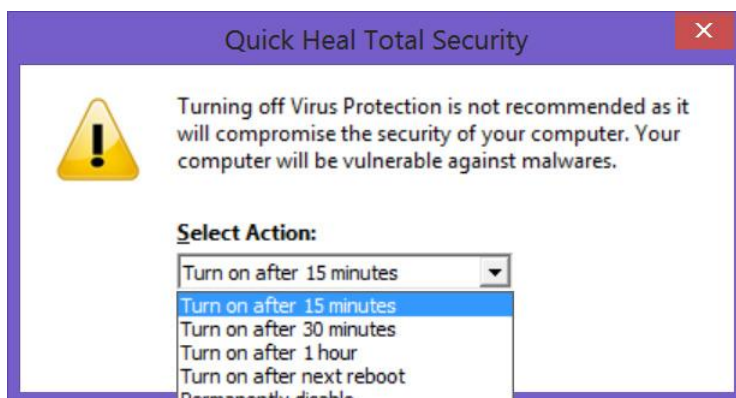 Quick Heal Total Security
Turning off Virus Protection is not recommended as it
will compromise the security of your computer. Your
computer will be vulnerable against malwares.
Select Action:
Turn on after 15 minutes
Turn on after 15 minutes
Turn on after 30 minutes
Turn on after 1 hour
Turn on after next reboot
Permanently disable